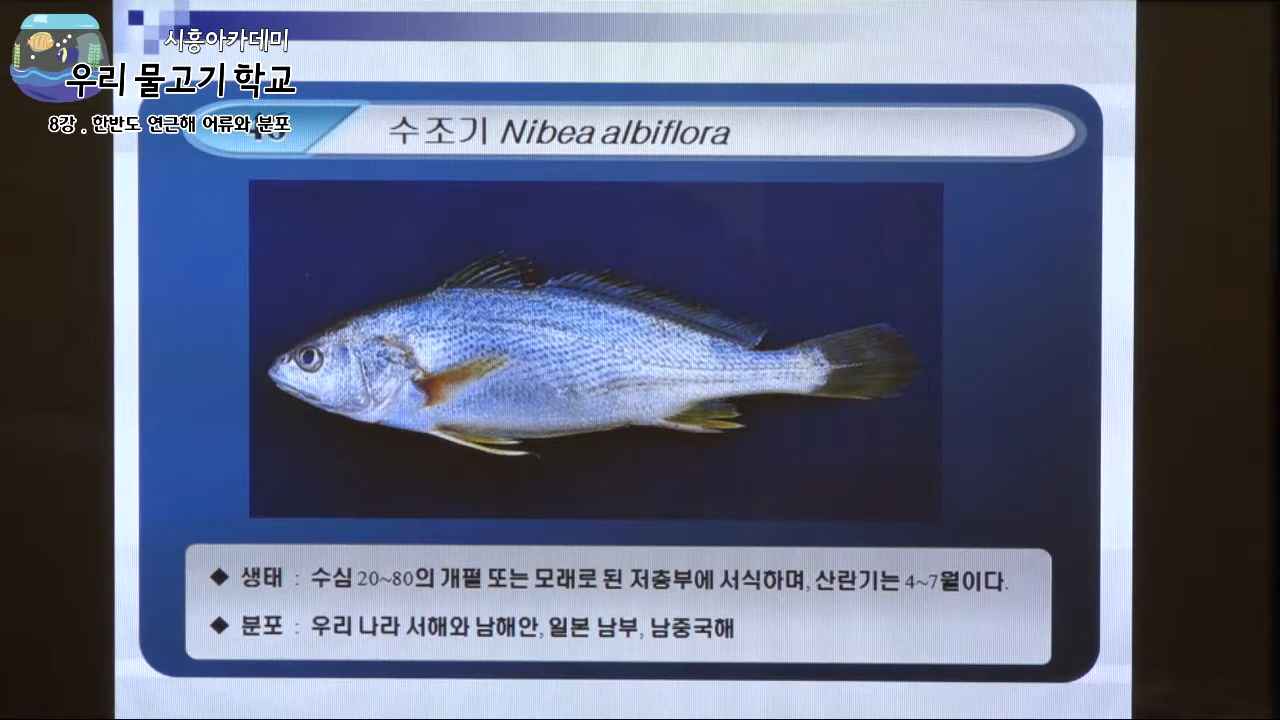 시흥아카데미
우리 물고기 학교
8강 . 한반도 연근해 어류와 분포
수조기 Nibea albiflora
◆ 생태 : 수심 20~80의 개펄 또는 모래로 된 저층부에 서식하며, 산란기는 4~7월이다.
◆ 분포 : 우리 나라 서해와 남해안, 일본 남부, 남중국해